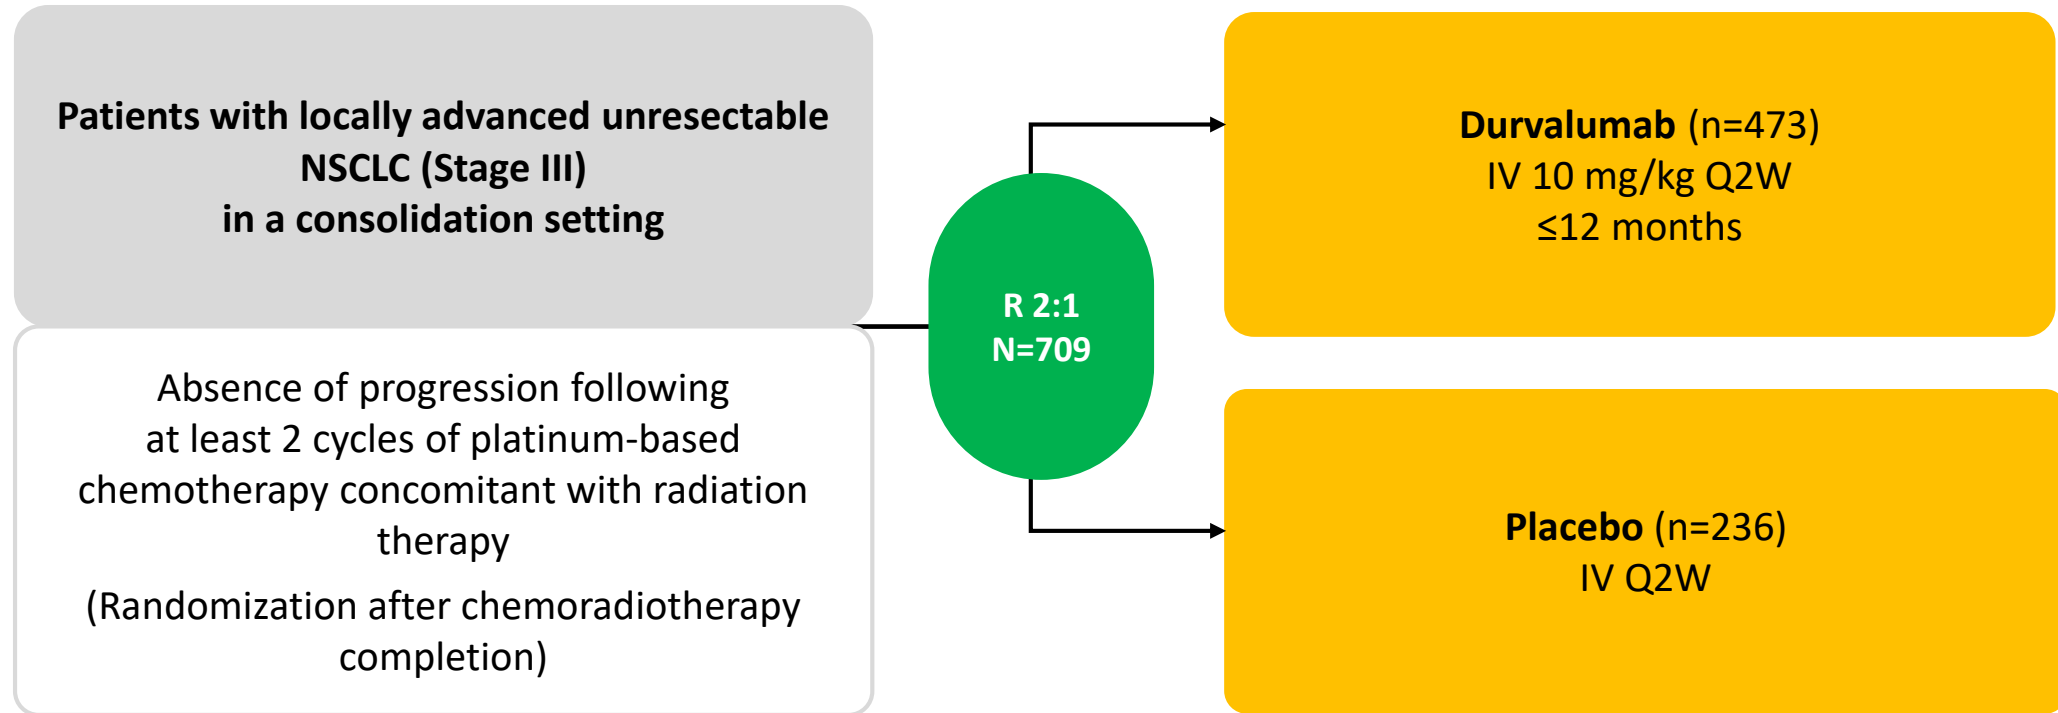 Patients with locally advanced unresectable
NSCLC (Stage III)
in a consolidation setting
Absence of progression following
at least 2 cycles of platinum-based
chemotherapy concomitant with radiation
therapy
(Randomization after chemoradiotherapy
completion)
R 2:1
N=709
Durvalumab (n=473)
IV 10 mg/kg Q2W
≤12 months
Placebo (n=236)
IV Q2W